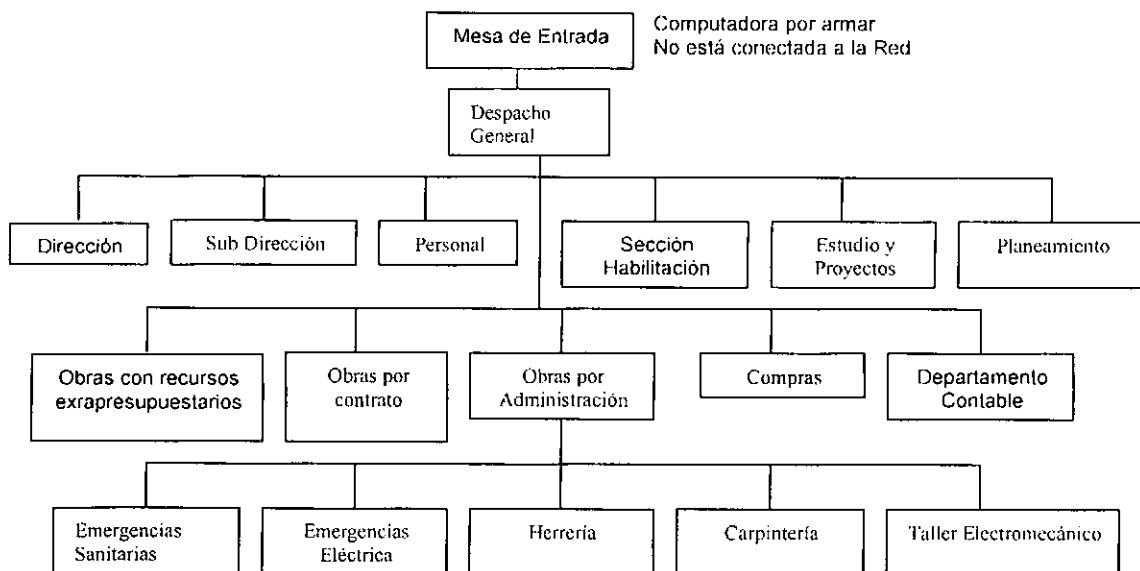 Mesa de Entrada
Computadora por armar
No está conectada a la Red
Despacho
General
Dirección
Sub Dirección
Personal
Sección
Habilitación
Estudio y
Proyectos
Planeamiento
Obras con recursos
exrapresupuestarios
Obras por
contrato
Obras por
Administración
Compras
Departamento
Contable
Emergencias
Sanitarias
Emergencias
Eléctrica
Herrería
Carpintería
Taller Electromecánico